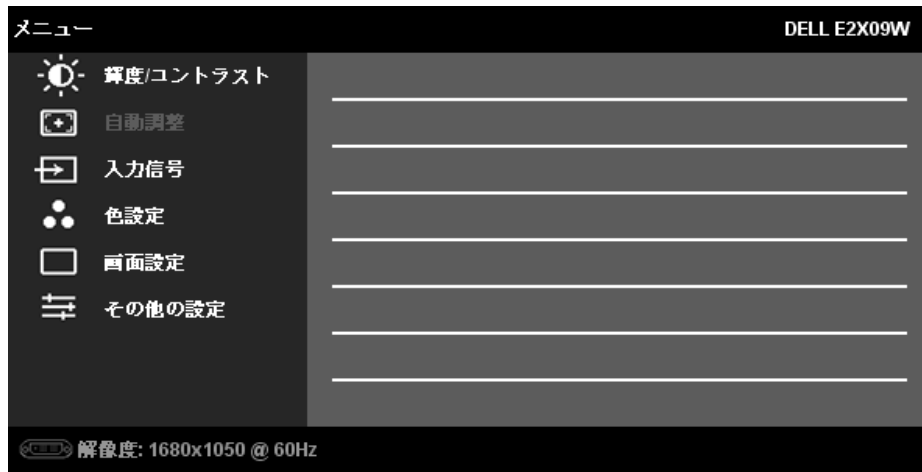 メニュー DELL E2X09W
輝度/コントラスト
自動調整
入力信号
色設定
画面設定
その他の設定
解像度: 1680x1050 @ 60Hz